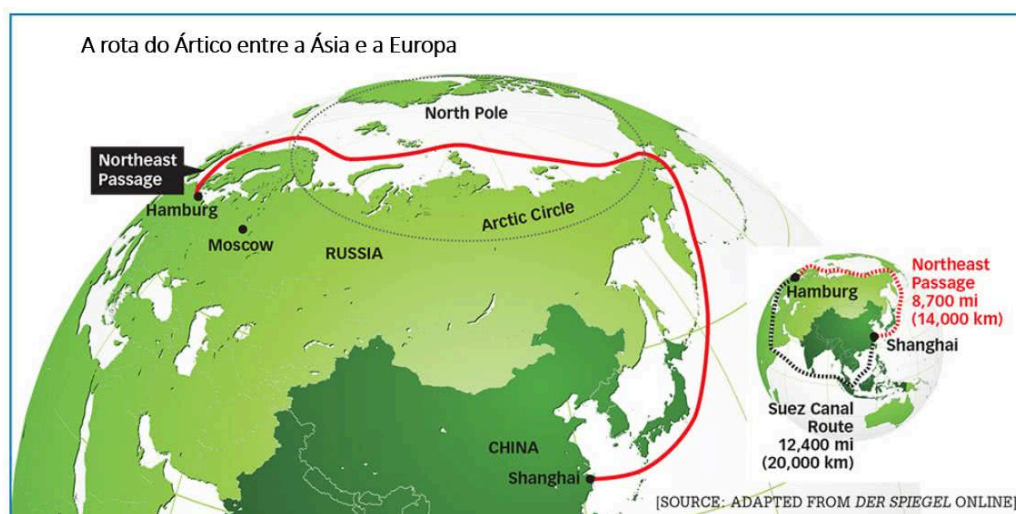 A rota do Ártico entre a Ásia e a Europa
North Pole
Northeast
Passage
Hamburg
Arctic Circle
Moscow
RUSSIA
CHINA
Shanghai
Northeast
Passage
8,700 mi
(14,000 km)
Hamburg
Shanghai
Suez Canal
Route
12,400 mi
(20,000 km)
[SOURCE: ADAPTED FROM DER SPIEGEL ONLINE]